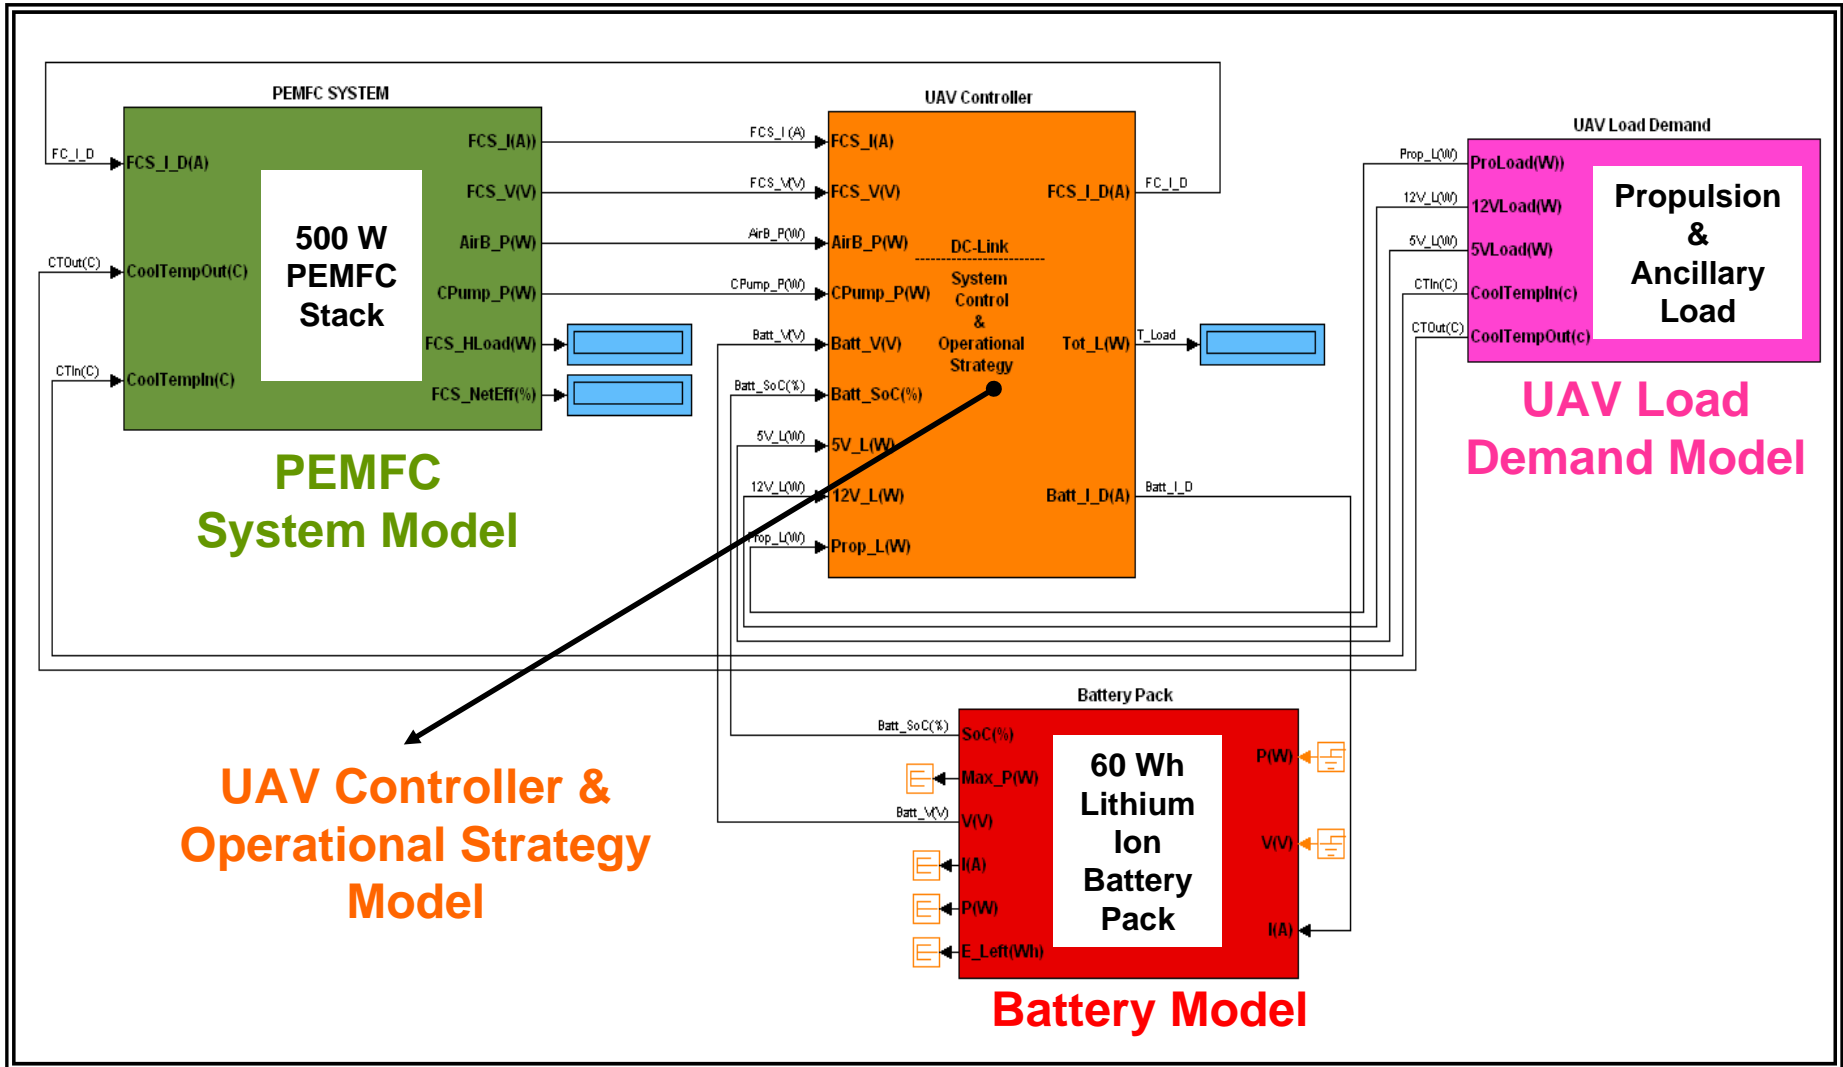 PEMFC SYSTEM
FC_I_D
FCS_I_D(A)
CTOut(C)
CoolTempOut(C)
CTIn(C)
CoolTempIn(C)
500 W
PEMFC
Stack
FCS_I(A))
FCS_V(V)
AirB_P(W)
CPump_P(W)
FCS_HLoad(W)
FCS_NetEff(%)
PEMFC
System Model
UAV Controller
FCS_I (A)
FCS_V(V)
AirB_P(W)
CPump_P(W)
Batt_V(V)
Batt_SoC(%)
5V_L(W)
12V_L(W)
Prop_L(W)
FCS_I(A)
FCS_V(V)
AirB_P(W)
CPump_P(W)
Batt_V(V)
Batt_SoC(%)
5V_L(W)
12V_L(W)
Prop_L(W)
DC-Link
System
Control
&
Operational
Strategy
FCS_I_D(A)
FC_I_D
Tot_L(W)
T_Load
Batt_I_D(A)
Batt_I_D
UAV Load Demand
Prop_L(W)
12V_L(W)
5V_L(W)
CTIn(C)
CTOut(C)
ProLoad(W))
12VLoad(W)
5VLoad(W)
CoolTempIn(c)
CoolTempOut(c)
Propulsion
&
Ancillary
Load
UAV Load
Demand Model
UAV Controller &
Operational Strategy
Model
Battery Pack
Batt_SoC(%)
Batt_V(V)
SoC(%)
Max_P(W)
V(V)
I(A)
P(W)
E_Left(Wh)
60 Wh
Lithium
Ion
Battery
Pack
P(W)
V(V)
I(A)
Battery Model